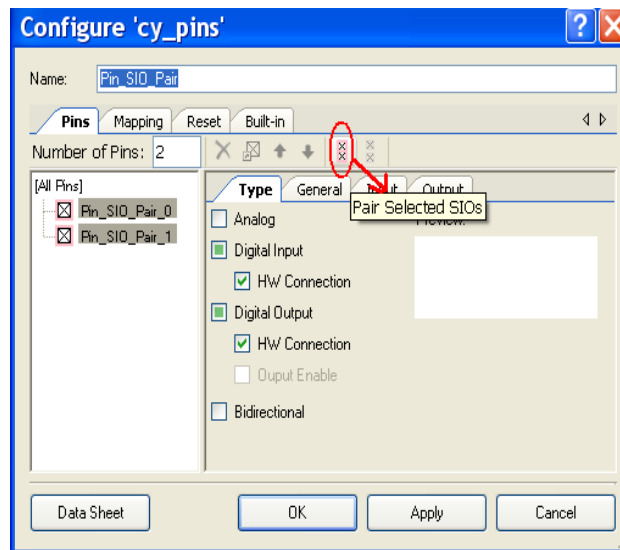 Configure 'cy_pins'
Name: Pin_SIO_Pair
Pins Mapping Reset Built-in
Number of Pins: 2
[All Pins]
Pin_SIO_Pair_0
Pin_SIO_Pair_1
Type General Input Output
Pair Selected SIOs
Analog
Digital Input
HW Connection
Digital Output
HW Connection
Ouput Enable
Bidirectional
Data Sheet OK Apply Cancel